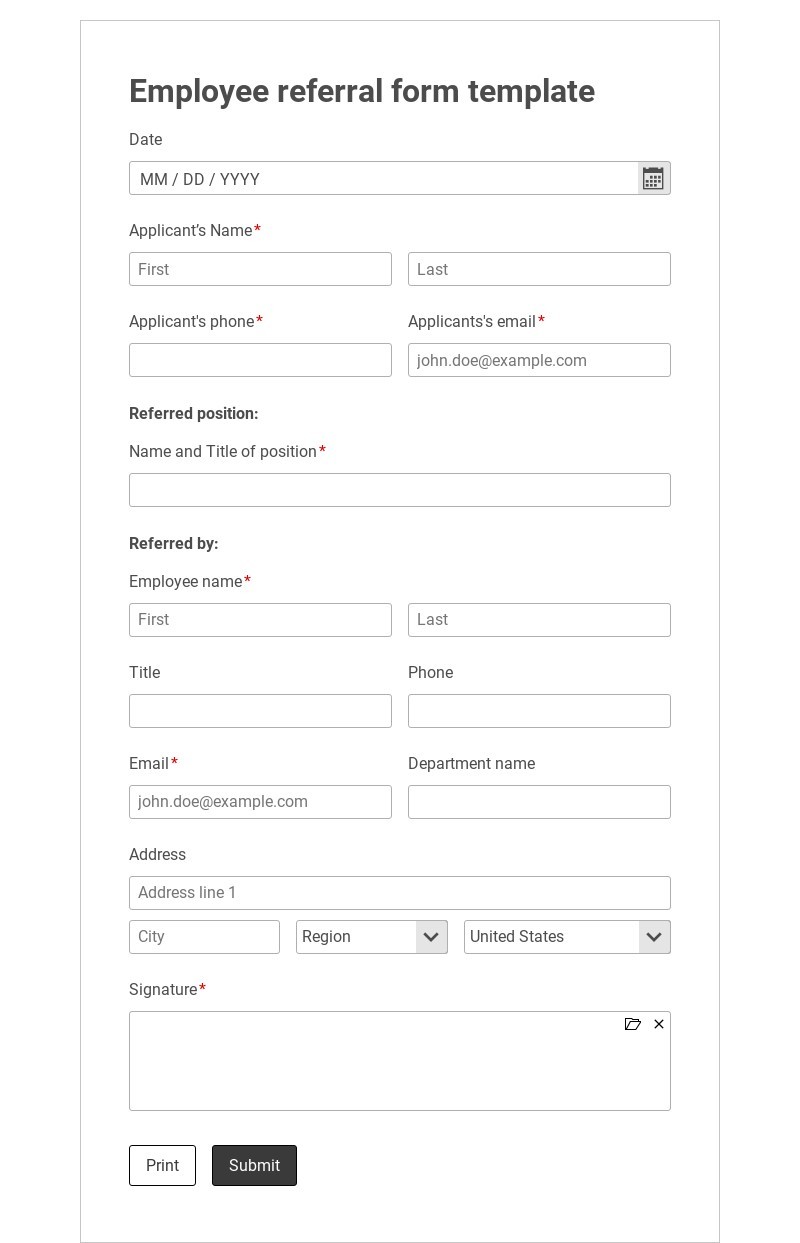 Employee referral form template
Date
MM / DD / YYYY
Applicant’s Name*
First Last
Applicant's phone* Applicants's email*
john.doe@example.com
Referred position:
Name and Title of position*
Referred by:
Employee name*
First Last
Title Phone
Email* Department name
john.doe@example.com
Address
Address line 1
City Region United States
Signature*
Print Submit